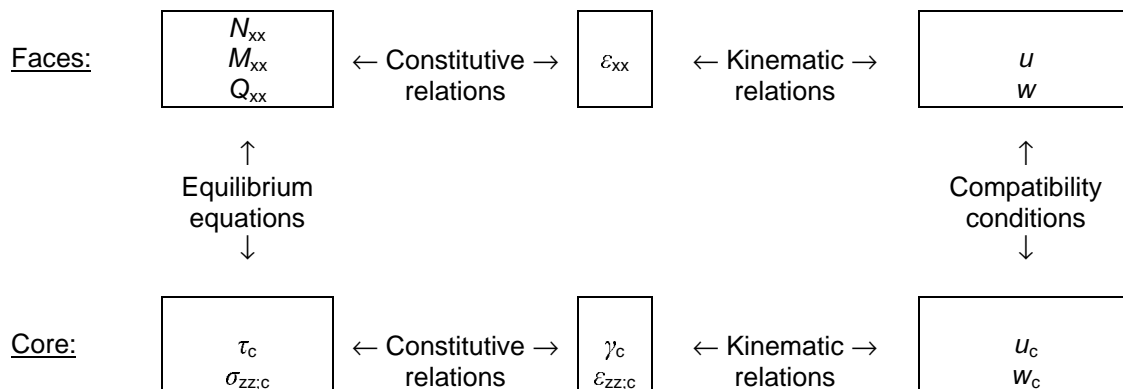 N_xx
Faces: M_xx ← Constitutive → ε_xx ← Kinematic → u
Q_xx relations relations w
↑ ↑
Equilibrium Compatibility
equations conditions
↓ ↓
Core: τ_c ← Constitutive → γ_c ← Kinematic → u_c
σ_zz;c relations ε_zz;c relations w_c